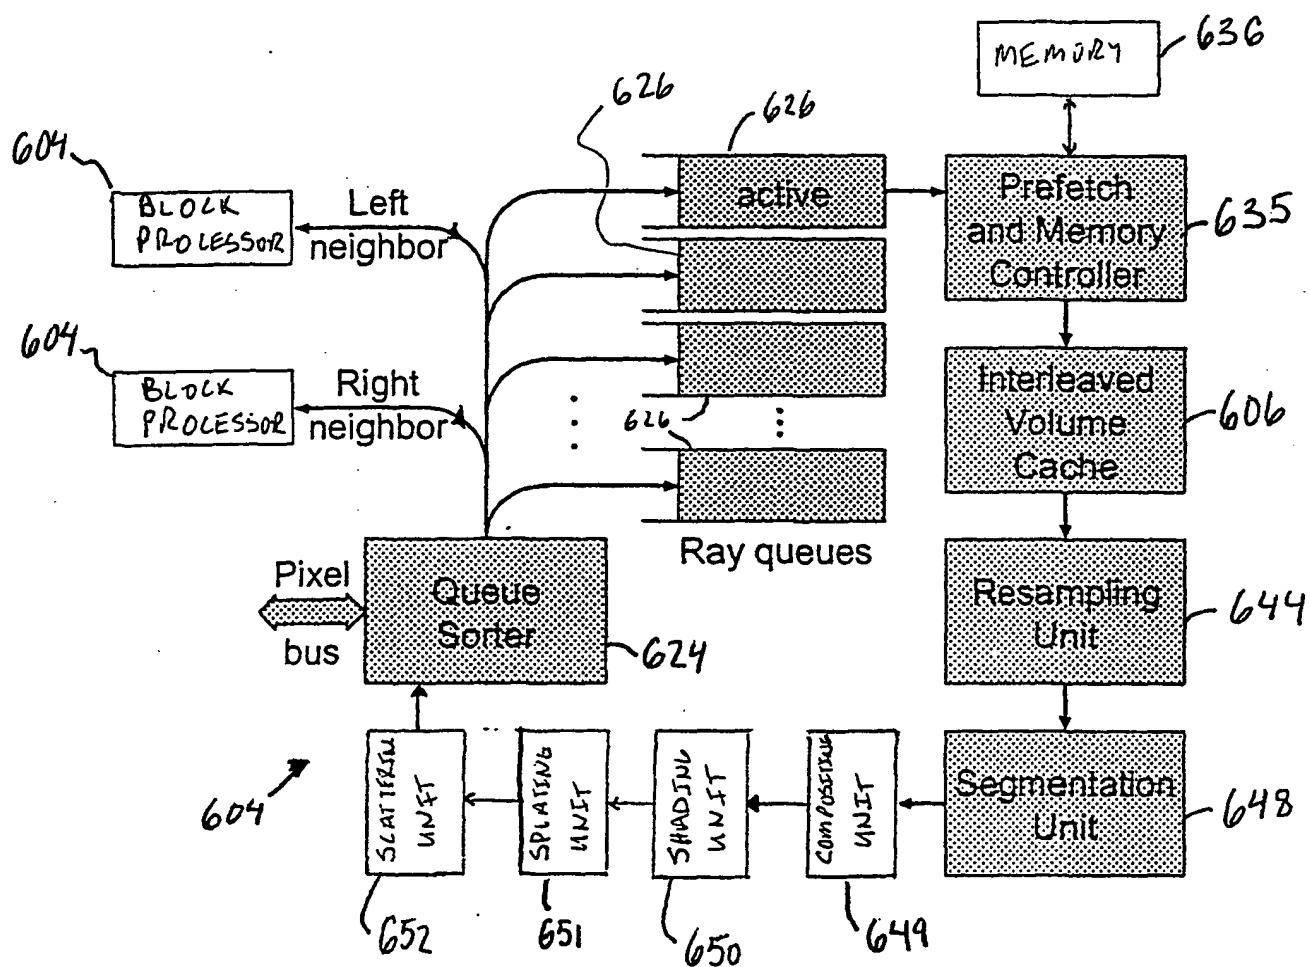 636
MEMORY
626
626
604
BLOCK
PROCESSOR
Left
neighbor
active
Prefetch
and Memory
Controller
635
604
BLOCK
PROCESSOR
Right
neighbor
626
Interleaved
Volume
Cache
606
Ray queues
Pixel
bus
Queue
Sorter
624
Resampling
Unit
644
604
SCATTERIN
UNIT
SPLATING
UNIT
SHADING
UNIT
COMPOSITING
UNIT
Segmentation
Unit
648
652
651
650
649